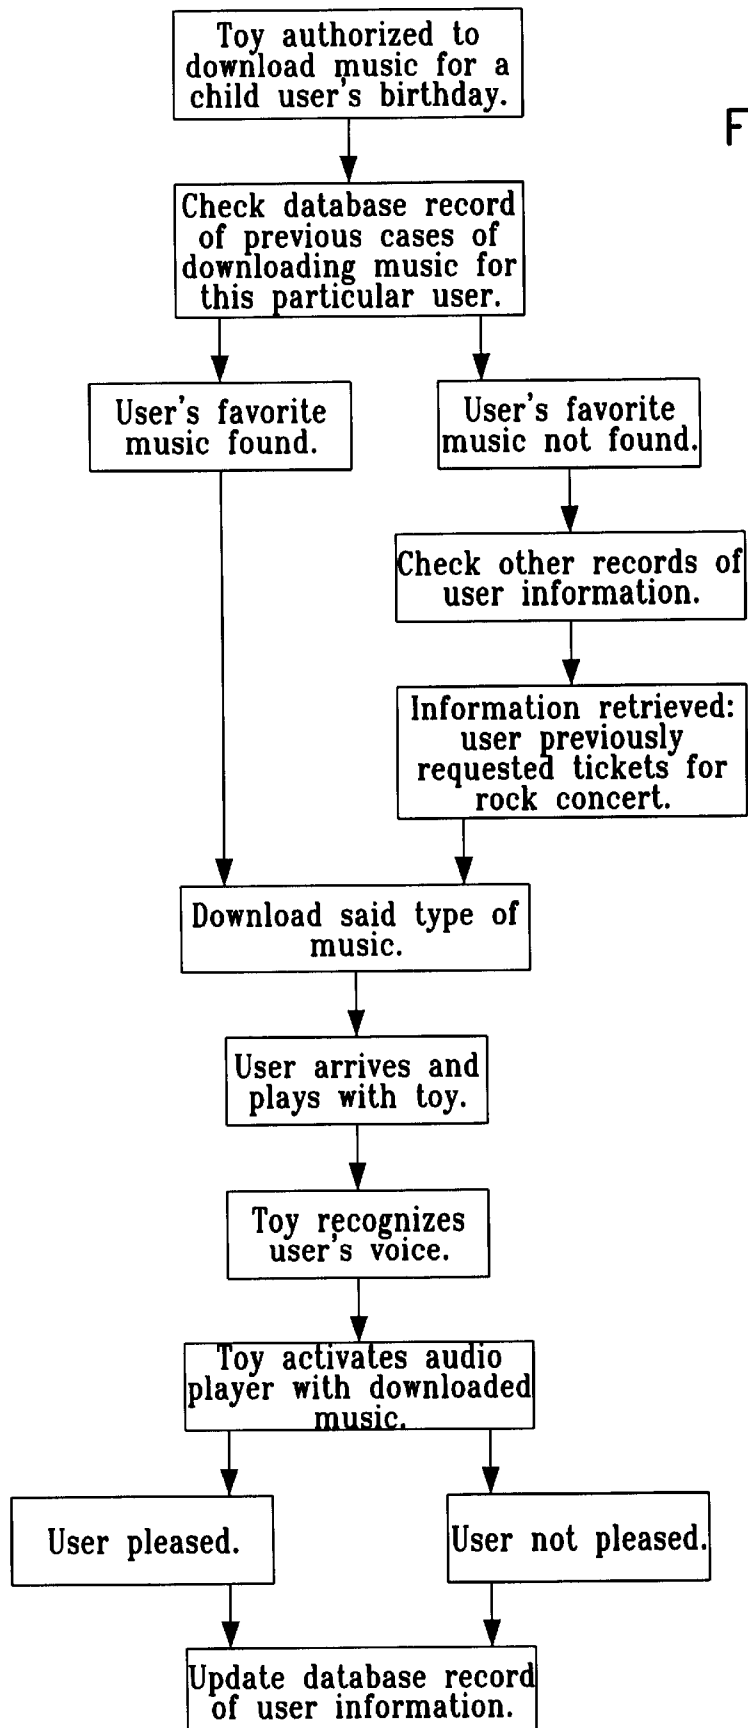 Toy authorized to
download music for a
child user's birthday.
F
Check database record
of previous cases of
downloading music for
this particular user.
User's favorite
music found.
User's favorite
music not found.
Check other records of
user information.
Information retrieved:
user previously
requested tickets for
rock concert.
Download said type of
music.
User arrives and
plays with toy.
Toy recognizes
user's voice.
Toy activates audio
player with downloaded
music.
User pleased.
User not pleased.
Update database record
of user information.